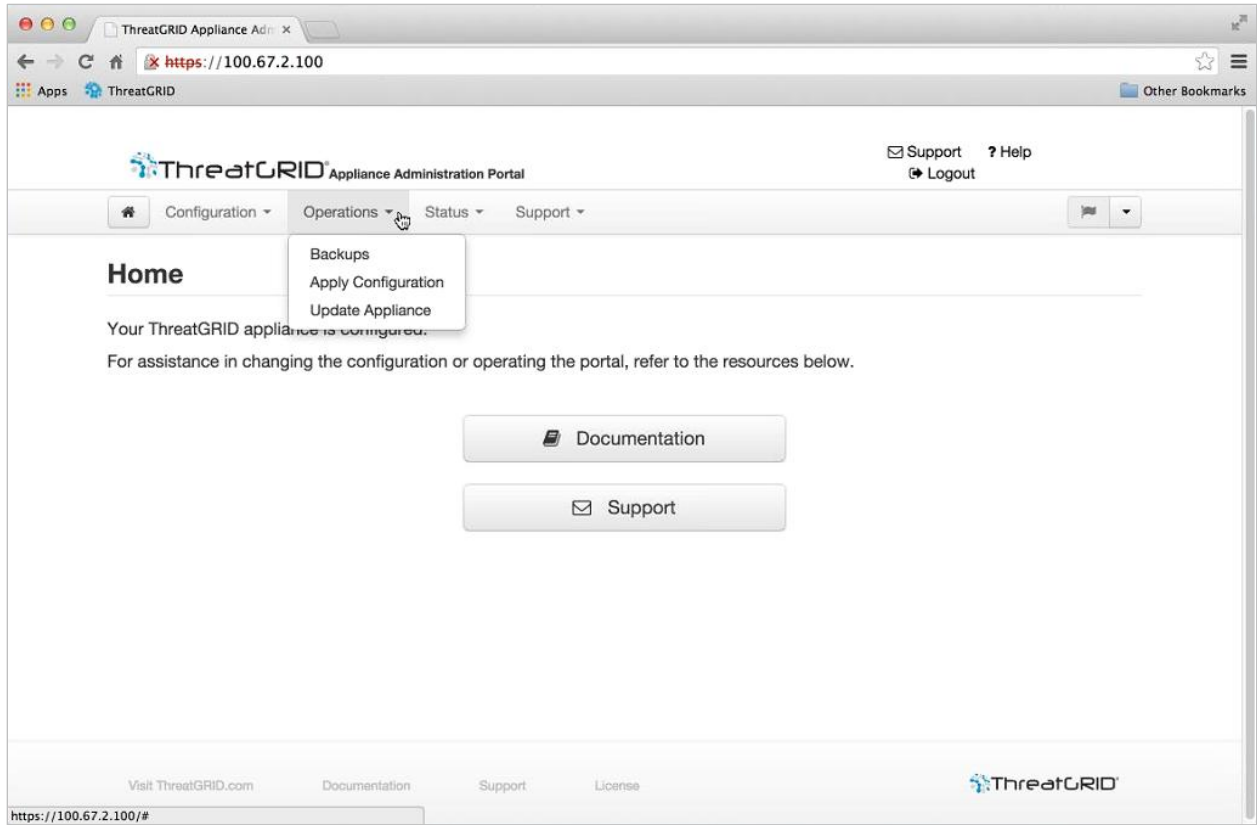 ThreatGRID Appliance Adm
https://100.67.2.100
Apps ThreatGRID Other Bookmarks
ThreatGRID® Appliance Administration Portal
Support ? Help
Logout
Configuration Operations Status Support
Backups
Apply Configuration
Update Appliance
Home
Your ThreatGRID appliance is configured.
For assistance in changing the configuration or operating the portal, refer to the resources below.
Documentation
Support
Visit ThreatGRID.com Documentation Support License ThreatGRID®
https://100.67.2.100/#